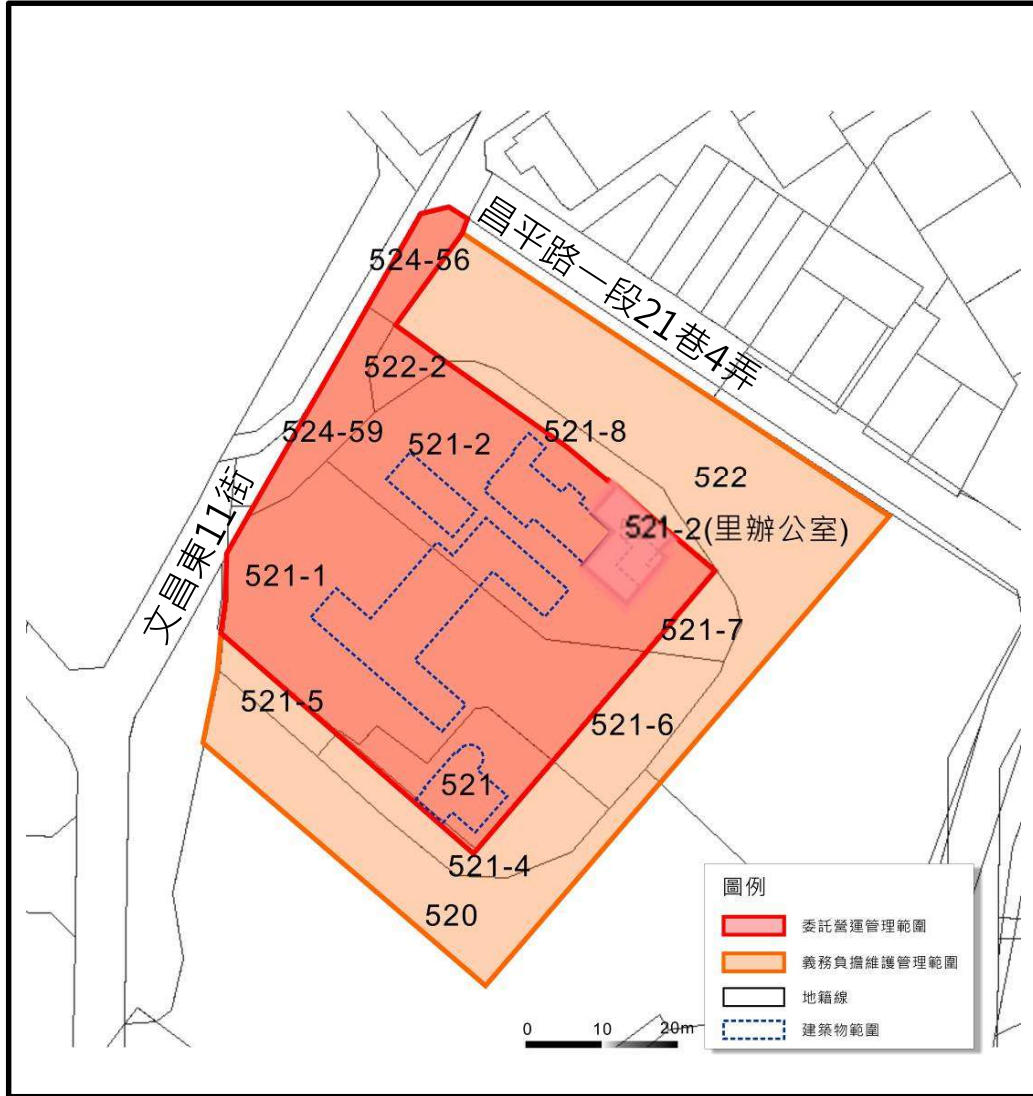 昌平路一段21巷4弄
524-56
522-2
524-59
521-2
521-8
522
521-2(里辦公室)
文昌東11街
521-1
521-7
521-5
521-6
521
521-4
520
圖例
委託營運管理範圍
義務負擔維護管理範圍
地籍線
建築物範圍
0 10 20m